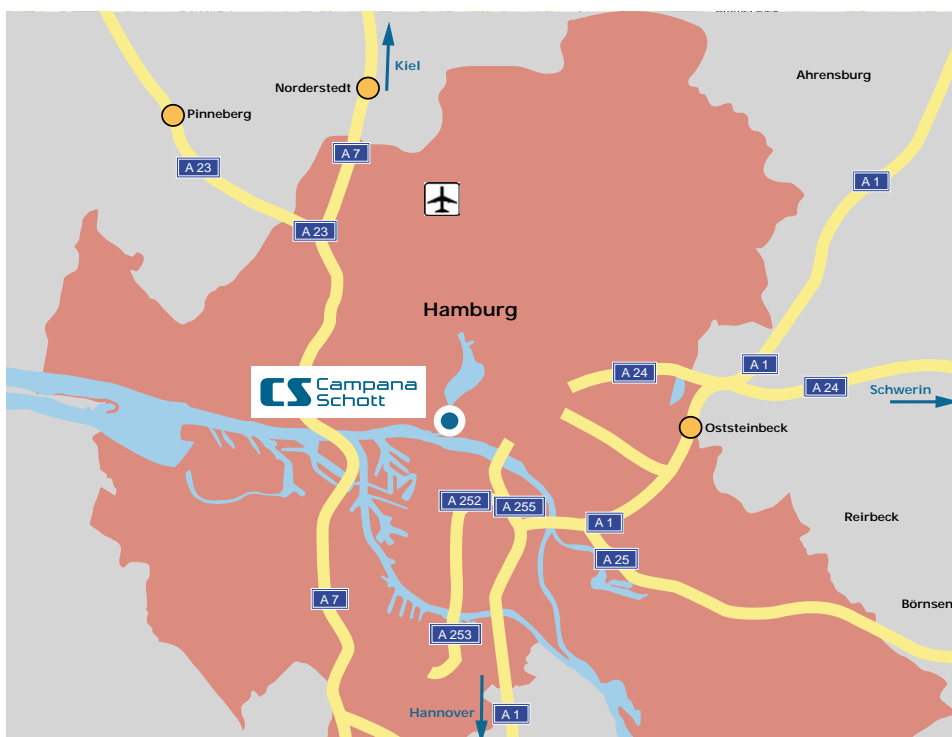 Kiel
Ahrensburg
Norderstedt
Pinneberg
A 7
A 23
A 1
A 23
Hamburg
A 1
A 24
A 24
Schwerin
CS Campana
Schott
Oststeinbeck
A 252
A 255
A 1
Reirbeck
A 25
A 7
Börnsen
A 253
Hannover
A 1